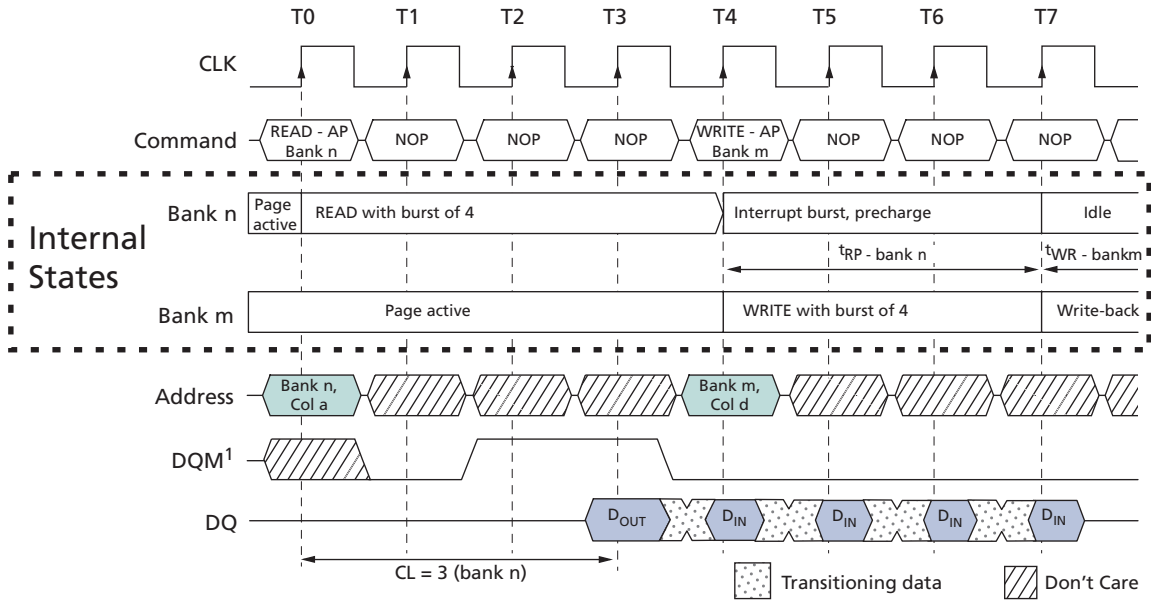 T0 T1 T2 T3 T4 T5 T6 T7
CLK
Command
READ - AP
Bank n
NOP
NOP
NOP
WRITE - AP
Bank m
NOP
NOP
NOP
Internal
States
Bank n
Page
active
READ with burst of 4
Interrupt burst, precharge
Idle
tRP - bank n
tWR - bankm
Bank m
Page active
WRITE with burst of 4
Write-back
Address
Bank n,
Col a
Bank m,
Col d
DQM1
DQ
DOUT
DIN
DIN
DIN
DIN
CL = 3 (bank n)
Transitioning data
Don't Care